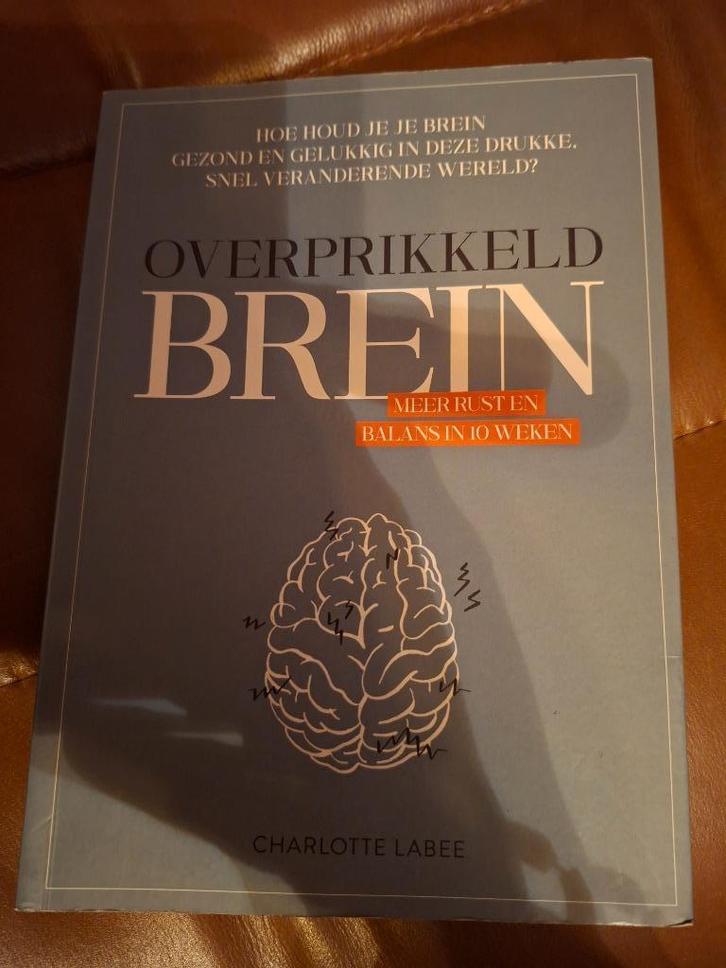 HOE HOUD JE JE BREIN
GEZOND EN GELUKKIG IN DEZE DRUKKE,
SNEL VERANDERENDE WERELD?
OVERPRIKKELD
BREIN
MEER RUST EN
BALANS IN 10 WEKEN
CHARLOTTE LABEE